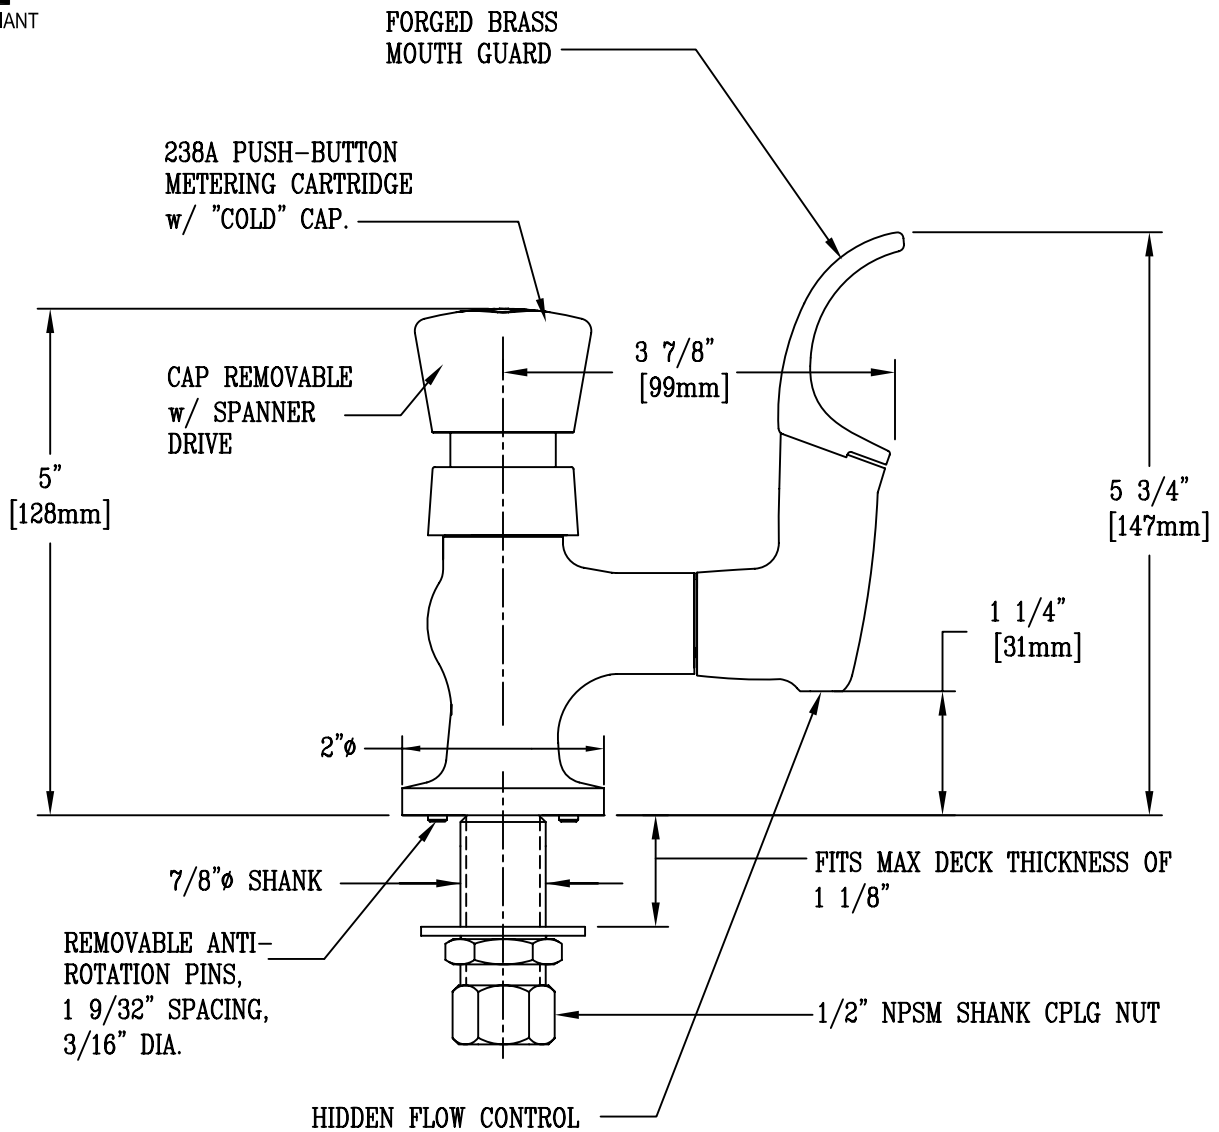 FORGED BRASS
MOUTH GUARD
238A PUSH-BUTTON
METERING CARTRIDGE
w/ "COLD" CAP.
3 7/8"
[99mm]
CAP REMOVABLE
w/ SPANNER
DRIVE
5"
[128mm]
5 3/4"
[147mm]
1 1/4"
[31mm]
2"ø
FITS MAX DECK THICKNESS OF
1 1/8"
7/8"ø SHANK
REMOVABLE ANTI-
ROTATION PINS,
1 9/32" SPACING,
3/16" DIA.
1/2" NPSM SHANK CPLG NUT
HIDDEN FLOW CONTROL